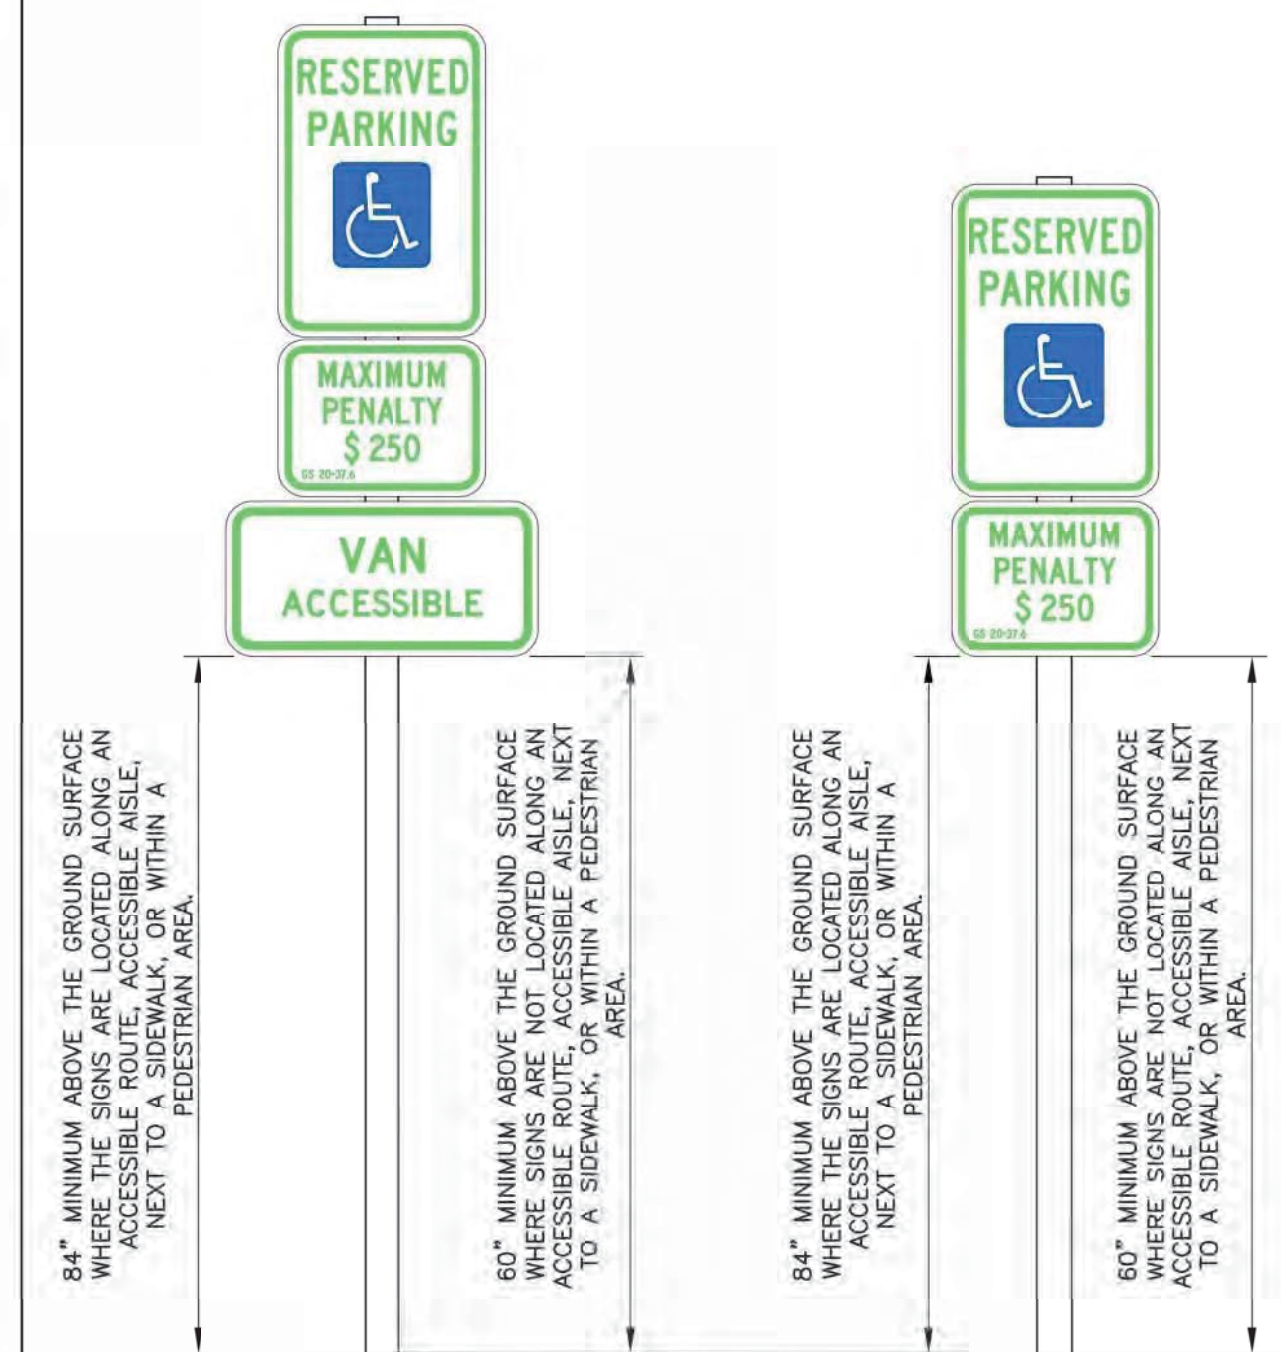 RESERVED
PARKING
MAXIMUM
PENALTY
$ 250
GS 20-37.6
VAN
ACCESSIBLE
84" MINIMUM ABOVE THE GROUND SURFACE
WHERE THE SIGNS ARE LOCATED ALONG AN
ACCESSIBLE ROUTE, ACCESSIBLE AISLE,
NEXT TO A SIDEWALK, OR WITHIN A
PEDESTRIAN AREA.
60" MINIMUM ABOVE THE GROUND SURFACE
WHERE SIGNS ARE NOT LOCATED ALONG AN
ACCESSIBLE ROUTE, ACCESSIBLE AISLE, NEXT
TO A SIDEWALK, OR WITHIN A PEDESTRIAN
AREA.
RESERVED
PARKING
MAXIMUM
PENALTY
$ 250
GS 20-37.6
84" MINIMUM ABOVE THE GROUND SURFACE
WHERE THE SIGNS ARE LOCATED ALONG AN
ACCESSIBLE ROUTE, ACCESSIBLE AISLE,
NEXT TO A SIDEWALK, OR WITHIN A
PEDESTRIAN AREA.
60" MINIMUM ABOVE THE GROUND SURFACE
WHERE SIGNS ARE NOT LOCATED ALONG AN
ACCESSIBLE ROUTE, ACCESSIBLE AISLE, NEXT
TO A SIDEWALK, OR WITHIN A PEDESTRIAN
AREA.